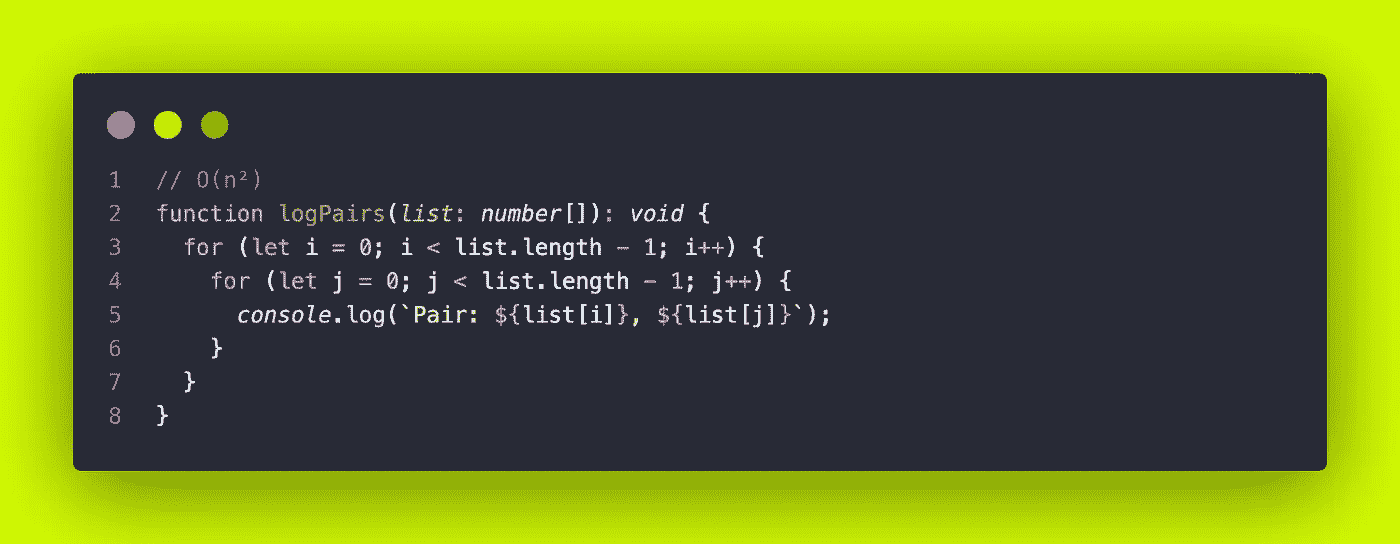 1 // O(n²)
2 function logPairs(list: number[]): void {
3   for (let i = 0; i < list.length - 1; i++) {
4     for (let j = 0; j < list.length - 1; j++) {
5       console.log(`Pair: ${list[i]}, ${list[j]}`);
6     }
7   }
8 }